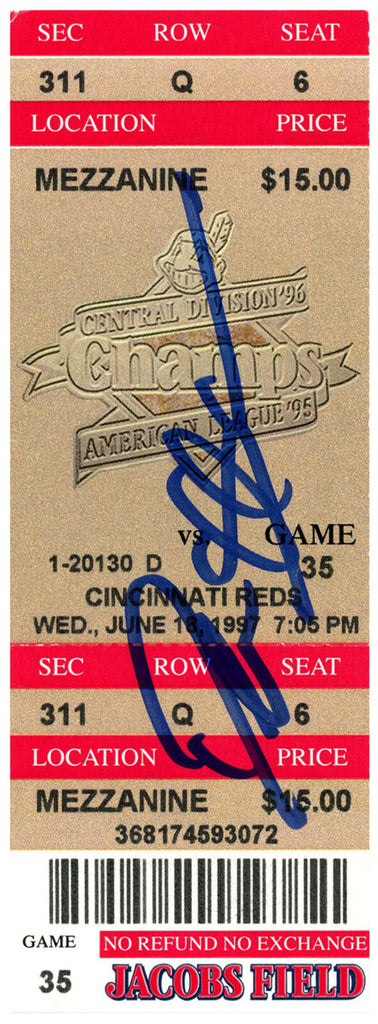 SEC ROW SEAT
311 Q 6
LOCATION PRICE
MEZZANINE $15.00
CENTRAL DIVISION '96
Champs
AMERICAN LEAGUE '95
vs. GAME
1-20130 D 35
CINCINNATI REDS
WED., JUNE 18, 1997 7:05 PM
SEC ROW SEAT
311 Q 6
LOCATION PRICE
MEZZANINE $15.00
368174593072
GAME NO REFUND NO EXCHANGE
35 JACOBS FIELD